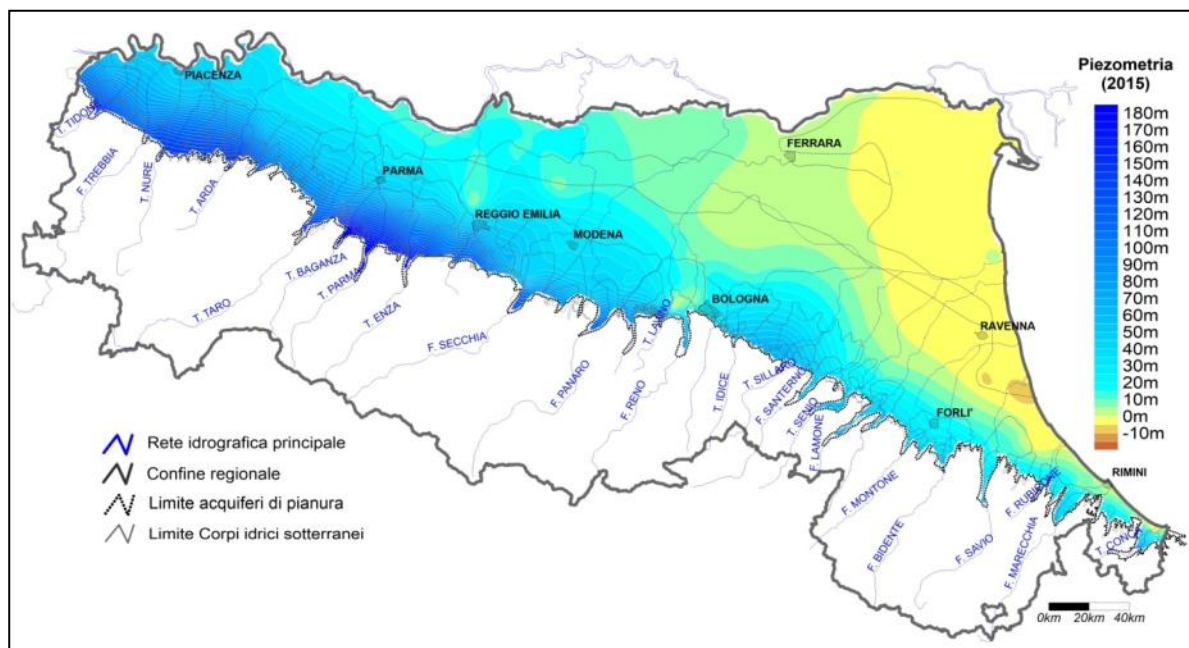 Piezometria
(2015)
180m
170m
160m
150m
140m
130m
120m
110m
100m
90m
80m
70m
60m
50m
40m
30m
20m
10m
0m
-10m
PIACENZA
PARMA
REGGIO EMILIA
MODENA
BOLOGNA
FERRARA
RAVENNA
FORLI'
RIMINI
T. TIDONE
F. TREBBIA
T. NURE
T. ARDA
T. TARO
T. BAGANZA
T. PARMA
T. ENZA
F. SECCHIA
F. PANARO
F. RENO
T. LAVINO
T. IDICE
T. SILLARO
F. SANTERNO
T. SENIO
F. LAMONE
F. MONTONE
F. BIDENTE
F. SAVIO
F. RUBICONE
F. MARECCHIA
T. CONCA
Rete idrografica principale
Confine regionale
Limite acquiferi di pianura
Limite Corpi idrici sotterranei
0km 20km 40km